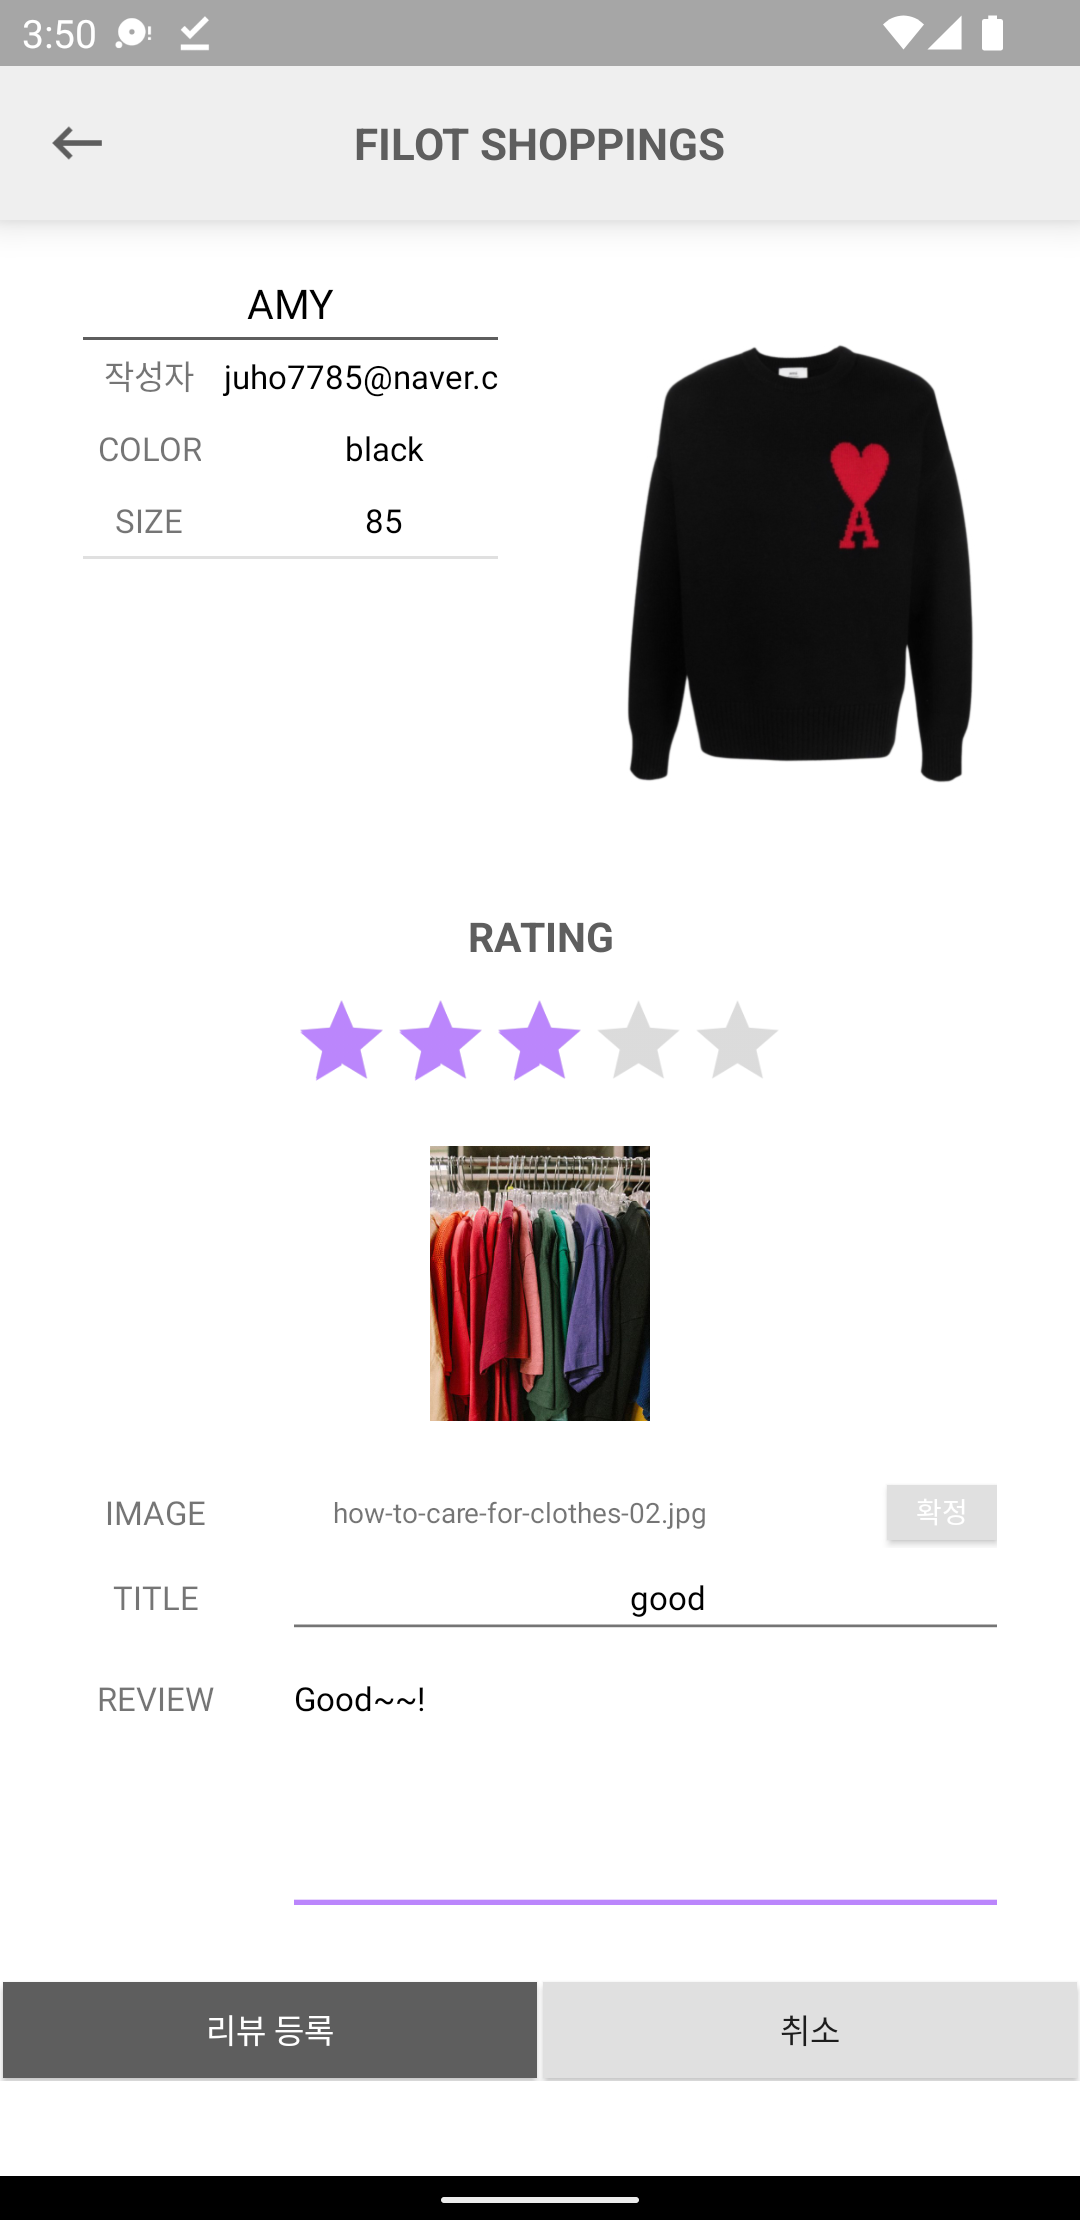 3:50
FILOT SHOPPINGS
AMY
작성자 juho7785@naver.c
COLOR black
SIZE 85
A
RATING
IMAGE how-to-care-for-clothes-02.jpg 확정
TITLE good
REVIEW Good~~!
리뷰 등록 취소